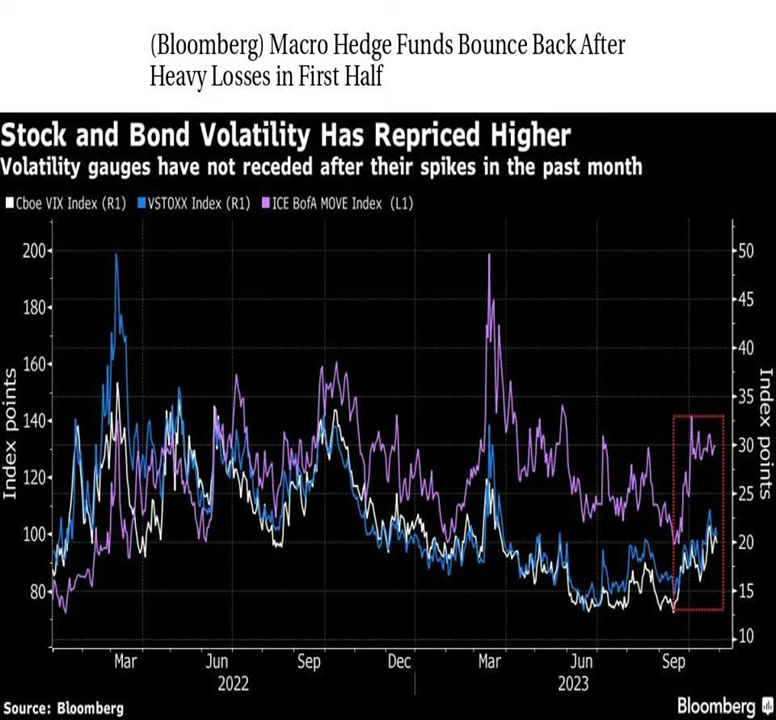 (Bloomberg) Macro Hedge Funds Bounce Back After
Heavy Losses in First Half
Stock and Bond Volatility Has Repriced Higher
Volatility gauges have not receded after their spikes in the past month
Cboe VIX Index (R1) VSTOXX Index (R1) ICE BofA MOVE Index (L1)
200
180
160
140
120
100
80
Index points
50
45
40
35
30
25
20
15
10
Index points
Mar Jun Sep Dec Mar Jun Sep
2022 2023
Source: Bloomberg
Bloomberg